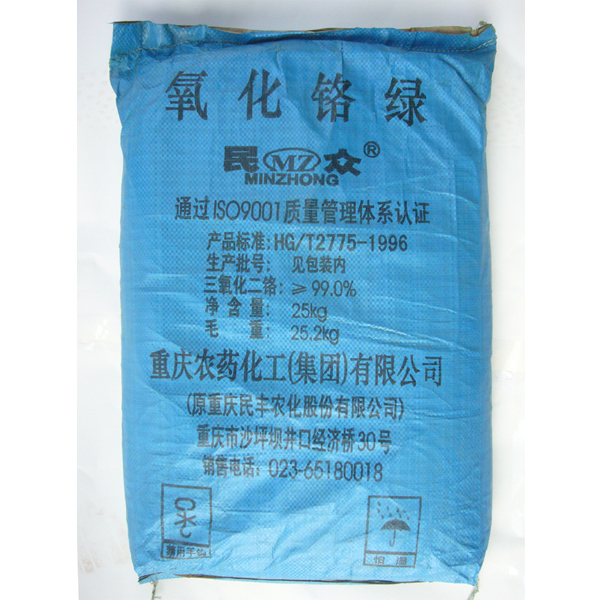 氧化铬绿
民 MZ 众®
MINZHONG
通过ISO9001质量管理体系认证
产品标准:HG/T2775-1996
生产批号: 见包装内
三氧化二铬:≥99.0%
净含量: 25kg
毛 重: 25.2kg
重庆农药化工(集团)有限公司
(原重庆民丰农化股份有限公司)
重庆市沙坪坝井口经济桥30号
销售电话:023-65180018